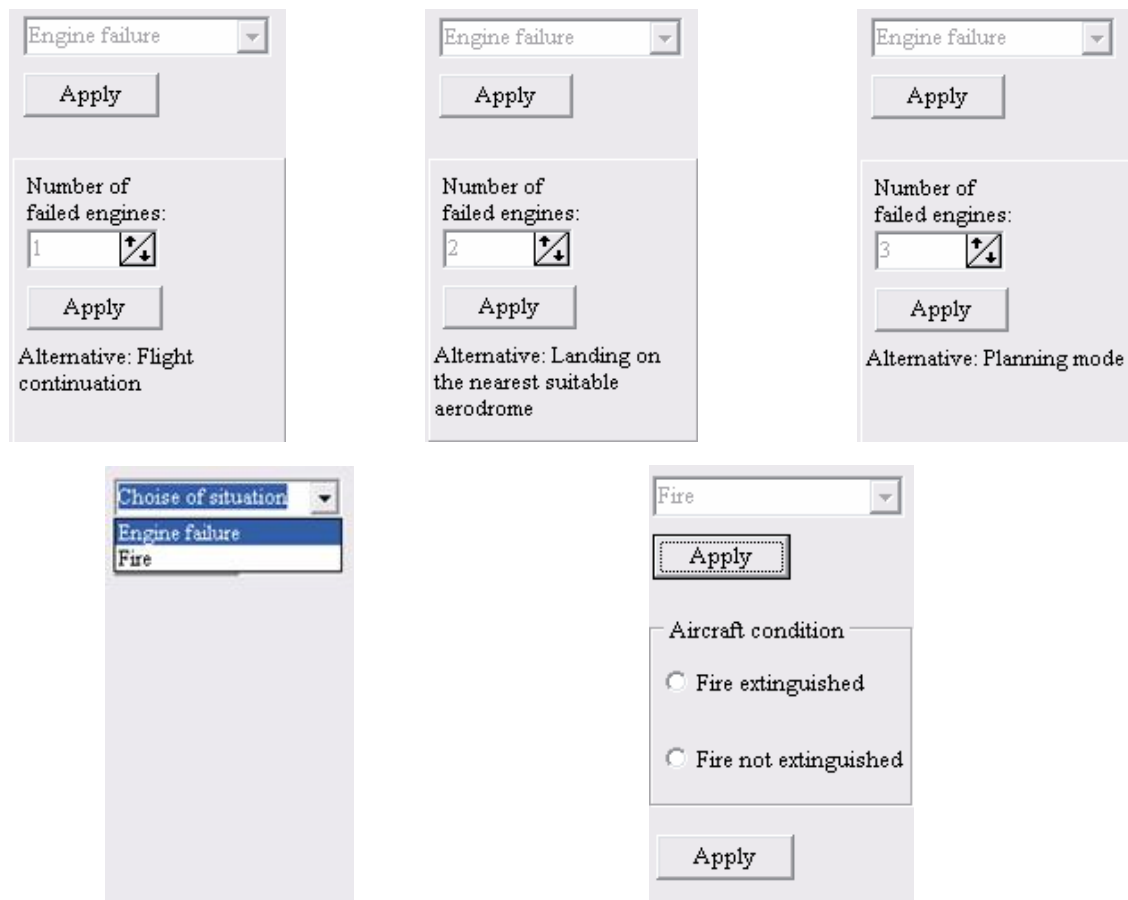 Engine failure
Apply
Number of
failed engines:
1
Apply
Alternative: Flight
continuation
Engine failure
Apply
Number of
failed engines:
2
Apply
Alternative: Landing on
the nearest suitable
aerodrome
Engine failure
Apply
Number of
failed engines:
3
Apply
Alternative: Planning mode
Choise of situation
Engine failure
Fire
Fire
Apply
Aircraft condition
Fire extinguished
Fire not extinguished
Apply